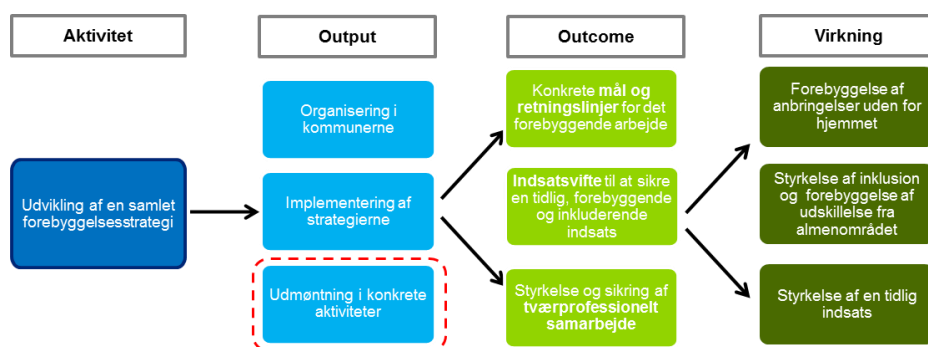 Aktivitet
Output
Outcome
Virkning
Udvikling af en samlet
forebyggelsesstrategi
Organisering i
kommunerne
Implementering af
strategierne
Udmøntning i konkrete
aktiviteter
Konkrete mål og
retningslinjer for det
forebyggende arbejde
Indsatsvifte til at sikre
en tidlig, forebyggende
og inkluderende
indsats
Styrkelse og sikring af
tværprofessionelt
samarbejde
Forebyggelse af
anbringelser uden for
hjemmet
Styrkelse af inklusion
og forebyggelse af
udskillelse fra
almenområdet
Styrkelse af en tidlig
indsats